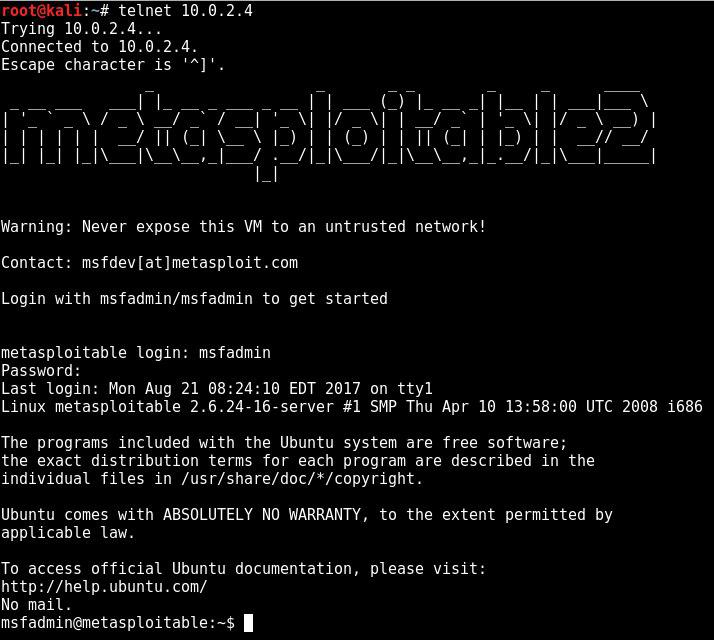 root@kali:~# telnet 10.0.2.4
Trying 10.0.2.4...
Connected to 10.0.2.4.
Escape character is '^]'.
metasploitable2
Warning: Never expose this VM to an untrusted network!
Contact: msfdev[at]metasploit.com
Login with msfadmin/msfadmin to get started
metasploitable login: msfadmin
Password:
Last login: Mon Aug 21 08:24:10 EDT 2017 on tty1
Linux metasploitable 2.6.24-16-server #1 SMP Thu Apr 10 13:58:00 UTC 2008 i686
The programs included with the Ubuntu system are free software;
the exact distribution terms for each program are described in the
individual files in /usr/share/doc/*/copyright.
Ubuntu comes with ABSOLUTELY NO WARRANTY, to the extent permitted by
applicable law.
To access official Ubuntu documentation, please visit:
http://help.ubuntu.com/
No mail.
msfadmin@metasploitable:~$